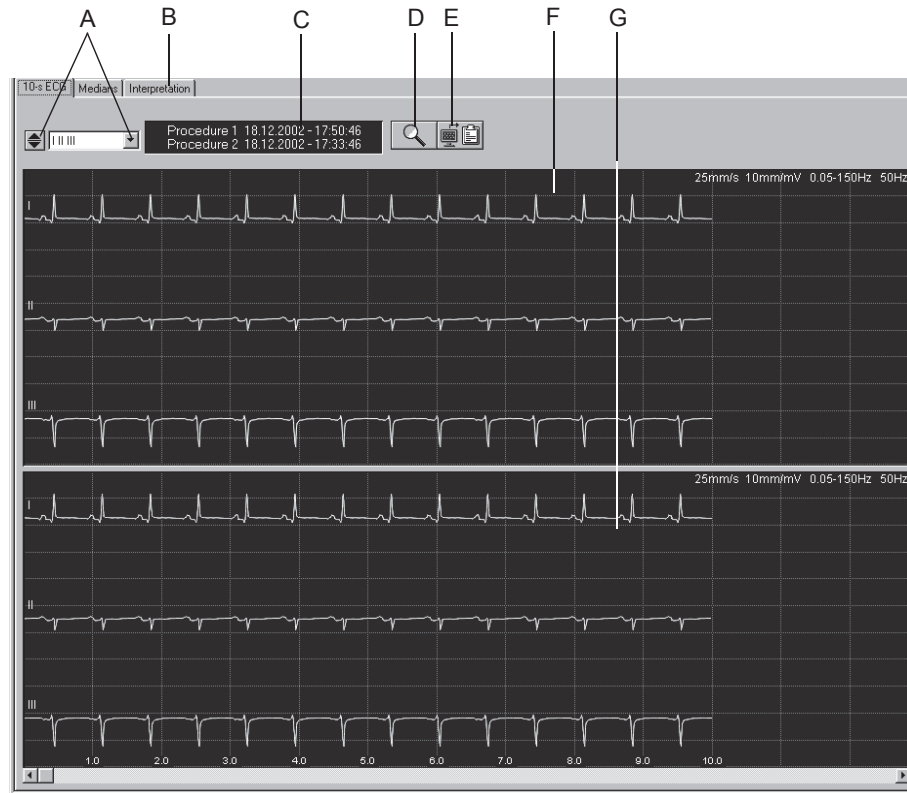 A B C D E F G
10-s ECG Medians Interpretation
I II III
Procedure 1 18.12.2002 - 17:50:46
Procedure 2 18.12.2002 - 17:33:46
25mm/s 10mm/mV 0.05-150Hz 50Hz
I
II
III
25mm/s 10mm/mV 0.05-150Hz 50Hz
I
II
III
1.0 2.0 3.0 4.0 5.0 6.0 7.0 8.0 9.0 10.0